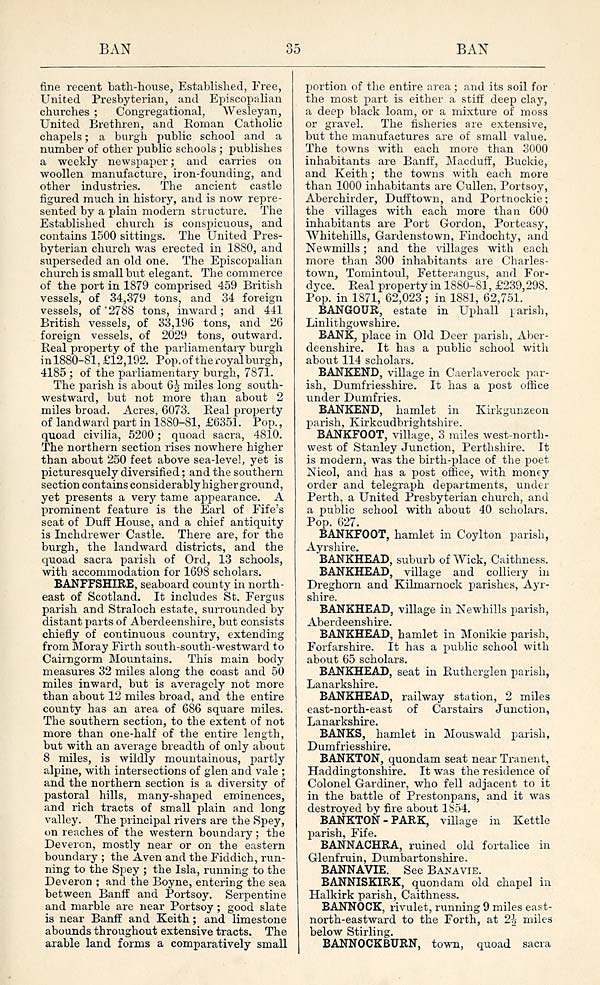 BAN 35 BAN
fine recent bath-house, Established, Free,
United Presbyterian, and Episcopalian
churches ; Congregational, Wesleyan,
United Brethren, and Roman Catholic
chapels; a burgh public school and a
number of other public schools ; publishes
a weekly newspaper; and carries on
woollen manufacture, iron-founding, and
other industries. The ancient castle
figured much in history, and is now repre-
sented by a plain modern structure. The
Established church is conspicuous, and
contains 1500 sittings. The United Pres-
byterian church was erected in 1880, and
superseded an old one. The Episcopalian
church is small but elegant. The commerce
of the port in 1879 comprised 459 British
vessels, of 34,379 tons, and 34 foreign
vessels, of 2788 tons, inward; and 441
British vessels, of 33,196 tons, and 26
foreign vessels, of 2029 tons, outward.
Real property of the parliamentary burgh
in 1880-81, £12,192. Pop. of the royal burgh,
4185 ; of the parliamentary burgh, 7871.
The parish is about 6½ miles long south-
westward, but not more than about 2
miles broad. Acres, 6073. Real property
of landward part in 1880-81, £6351. Pop.,
quoad civilia, 5200 ; quoad sacra, 4810.
The northern section rises nowhere higher
than about 250 feet above sea-level, yet is
picturesquely diversified; and the southern
section contains considerably higher ground,
yet presents a very tame appearance. A
prominent feature is the Earl of Fife's
seat of Duff House, and a chief antiquity
is Inchdrewer Castle. There are, for the
burgh, the landward districts, and the
quoad sacra parish of Ord, 13 schools,
with accommodation for 1698 scholars.
BANFFSHIRE, seaboard county in north-
east of Scotland. It includes St. Fergus
parish and Straloch estate, surrounded by
distant parts of Aberdeenshire, but consists
chiefly of continuous country, extending
from Moray Firth south-south-westward to
Cairngorm Mountains. This main body
measures 32 miles along the coast and 50
miles inward, but is averagely not more
than about 12 miles broad, and the entire
county has an area of 686 square miles.
The southern section, to the extent of not
more than one-half of the entire length,
but with an average breadth of only about
8 miles, is wildly mountainous, partly
alpine, with intersections of glen and vale ;
and the northern section is a diversity of
pastoral hills, many-shaped eminences,
and rich tracts of small plain and long
valley. The principal rivers are the Spey,
on reaches of the western boundary; the
Deveron, mostly near or on the eastern
boundary ; the Aven and the Fiddich, run-
ning to the Spey ; the Isla, running to the
Deveron ; and the Boyne, entering the sea
between Banff and Portsoy. Serpentine
and marble are near Portsoy ; good slate
is near Banff and Keith; and limestone
abounds throughout extensive tracts. The
arable land forms a comparatively small
portion of the entire area ; and its soil for
the most part is either a stiff deep clay,
a deep black loam, or a mixture of moss
or gravel. The fisheries are extensive,
but the manufactures are of small value.
The towns with each more than 3000
inhabitants are Banff, Macduff, Buckie,
and Keith; the towns with each more
than 1000 inhabitants are Cullen, Portsoy,
Aberchirder, Dufftown, and Portnockie;
the villages with each more than 600
inhabitants are Port Gordon, Porteasy,
Whitehills, Gardenstown, Findochty, and
Newmills; and the villages with each
more than 300 inhabitants are Charles-
town, Tomintoul, Fetterangus, and For-
dyce. Real property in 1880-81, £239,298.
Pop. in 1871, 62,023 ; in 1881, 62,751.
BANGOUR, estate in Uphall parish,
Linlithgowshire.
BANK, place in Old Deer parish, Aber-
deenshire. It has a public school with
about 114 scholars.
BANKEND, village in Caerlaverock par-
ish, Dumfriesshire. It has a post office
under Dumfries.
BANKEND, hamlet in Kirkgunzeon
parish, Kirkcudbrightshire.
BANKFOOT, village, 3 miles west-north-
west of Stanley Junction, Perthshire. It
is modern, was the birth-place of the poet
Nicol, and has a post office, with money
order and telegraph departments, under
Perth, a United Presbyterian church, and
a public school with about 40 scholars.
Pop. 627.
BANKFOOT, hamlet in Coylton parish,
Ayrshire.
BANKHEAD, suburb of Wick, Caithness.
BANKHEAD, village and colliery in
Dreghorn and Kilmarnock parishes, Ayr-
shire.
BANKHEAD, village in Newhills parish,
Aberdeenshire.
BANKHEAD, hamlet in Monikie parish,
Forfarshire. It has a public school with
about 65 scholars.
BANKHEAD, seat in Rutherglen parish,
Lanarkshire.
BANKHEAD, railway station, 2 miles
east-north-east of Carstairs Junction,
Lanarkshire.
BANKS, hamlet in Mouswald parish,
Dumfriesshire.
BANKTON, quondam seat near Tranent,
Haddingtonshire. It was the residence of
Colonel Gardiner, who fell adjacent to it
in the battle of Prestonpans, and it was
destroyed by fire about 1854.
BANKTON-PARK, village in Kettle
parish, Fife.
BANNACHRA, ruined old fortalice in
Glenfruin, Dumbartonshire.
BANNAVIE. See BANAVIE.
BANNISKIRK, quondam old chapel in
Halkirk parish, Caithness.
BANNOCK, rivulet, running 9 miles east-
north-eastward to the Forth, at 2½ miles
below Stirling.
BANNOCKBURN, town, quoad sacra